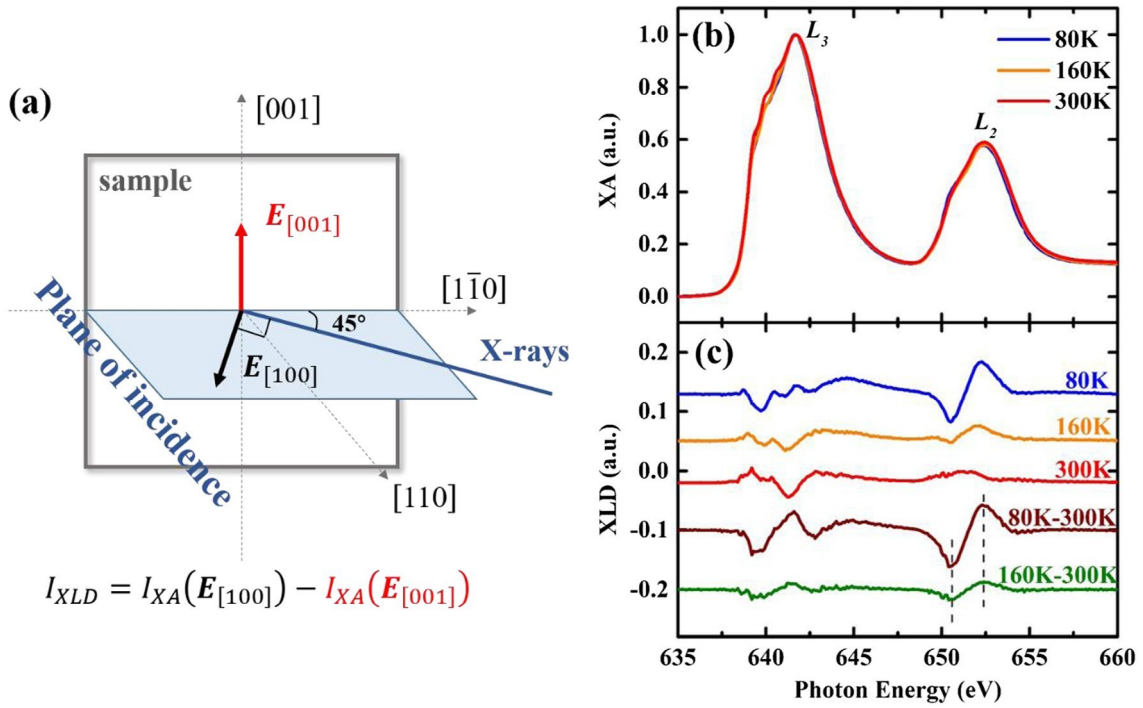 (a)
[001]
sample
E[001]
[11̄0]
45°
X-rays
E[100]
Plane of incidence
[110]
I_XLD = I_XA(E[100]) − I_XA(E[001])
(b)
L3
80K
160K
300K
L2
XA (a.u.)
1.0
0.8
0.6
0.4
0.2
0.0
(c)
XLD (a.u.)
0.2
0.1
0.0
-0.1
-0.2
80K
160K
300K
80K-300K
160K-300K
635 640 645 650 655 660
Photon Energy (eV)